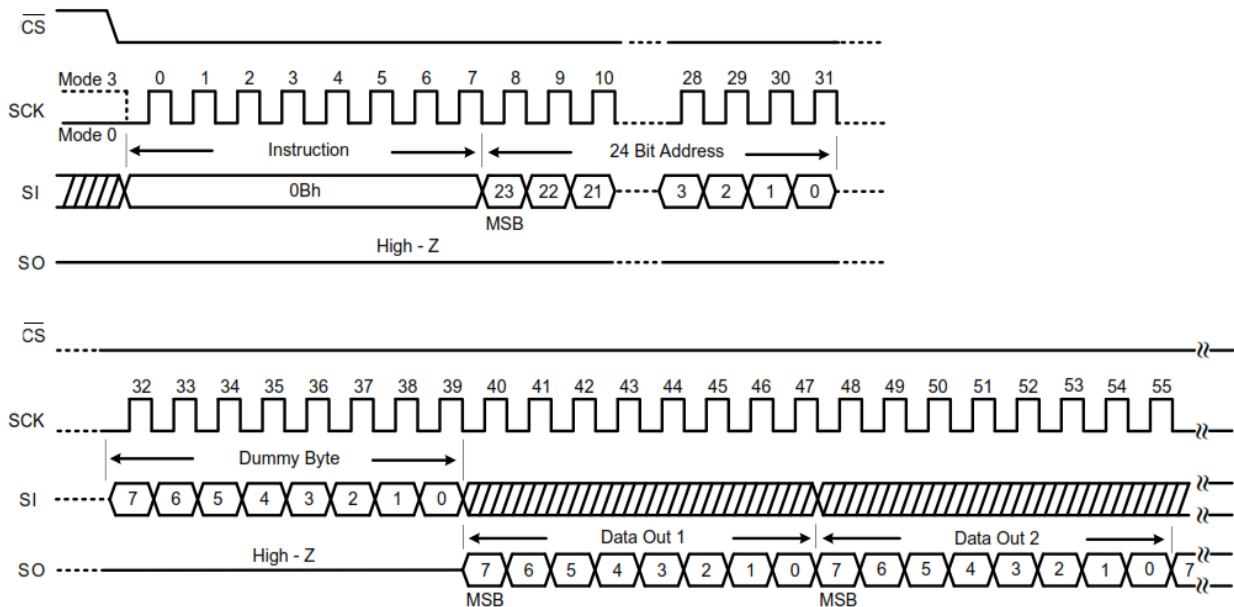 CS
Mode 3 0 1 2 3 4 5 6 7 8 9 10 28 29 30 31
SCK
Mode 0
Instruction 24 Bit Address
SI 0Bh 23 22 21 3 2 1 0
MSB
High - Z
SO
CS
32 33 34 35 36 37 38 39 40 41 42 43 44 45 46 47 48 49 50 51 52 53 54 55
SCK
Dummy Byte
SI 7 6 5 4 3 2 1 0
Data Out 1 Data Out 2
High - Z
SO 7 6 5 4 3 2 1 0 7 6 5 4 3 2 1 0 7
MSB MSB